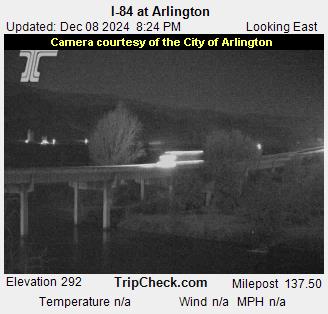 I-84 at Arlington
Updated: Dec 08 2024 8:24 PM Looking East
Camera courtesy of the City of Arlington
Elevation 292 TripCheck.com Milepost 137.50
Temperature n/a Wind n/a MPH n/a